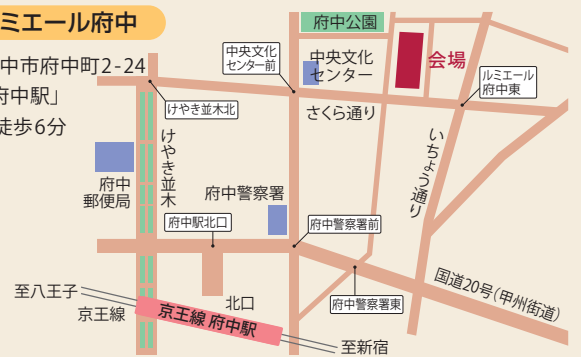 ミエール府中
中市府中町2-24
府中駅」
徒歩6分
府中公園
中央文化
センター前
中央文化
センター
会場
ルミエール
府中東
けやき並木北
さくら通り
けやき並木
いちょう通り
府中
郵便局
府中警察署
府中駅北口
府中警察署前
国道20号(甲州街道)
府中警察署東
至八王子
北口
京王線
京王線 府中駅
至新宿